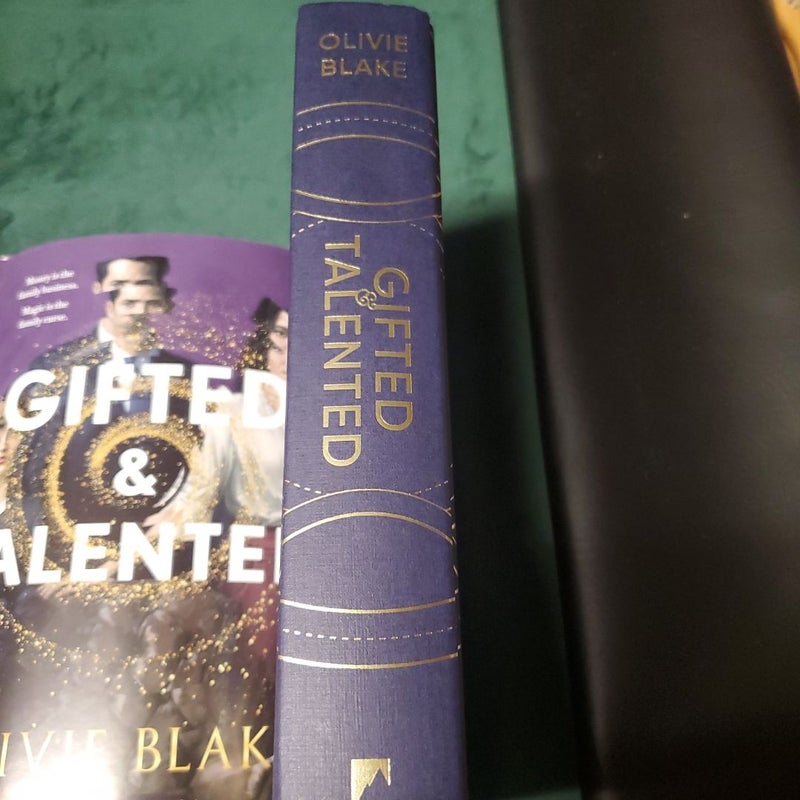 OLIVIE
BLAKE
GIFTED
&
TALENTED
Money is the
family business.
Magic is the
family curse.
GIFTED
&
ALENTE
IVIE BLAK